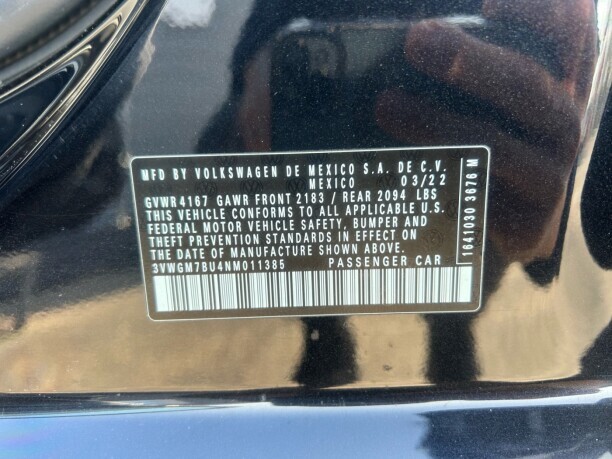 MFD BY VOLKSWAGEN DE MEXICO S.A. DE C.V.
MEXICO 03/22
GVWR4167 GAWR FRONT 2183 / REAR 2094 LBS
THIS VEHICLE CONFORMS TO ALL APPLICABLE U.S.
FEDERAL MOTOR VEHICLE SAFETY, BUMPER AND
THEFT PREVENTION STANDARDS IN EFFECT ON
THE DATE OF MANUFACTURE SHOWN ABOVE.
3VWGM7BU4NM011385 PASSENGER CAR
1641030 3676 M